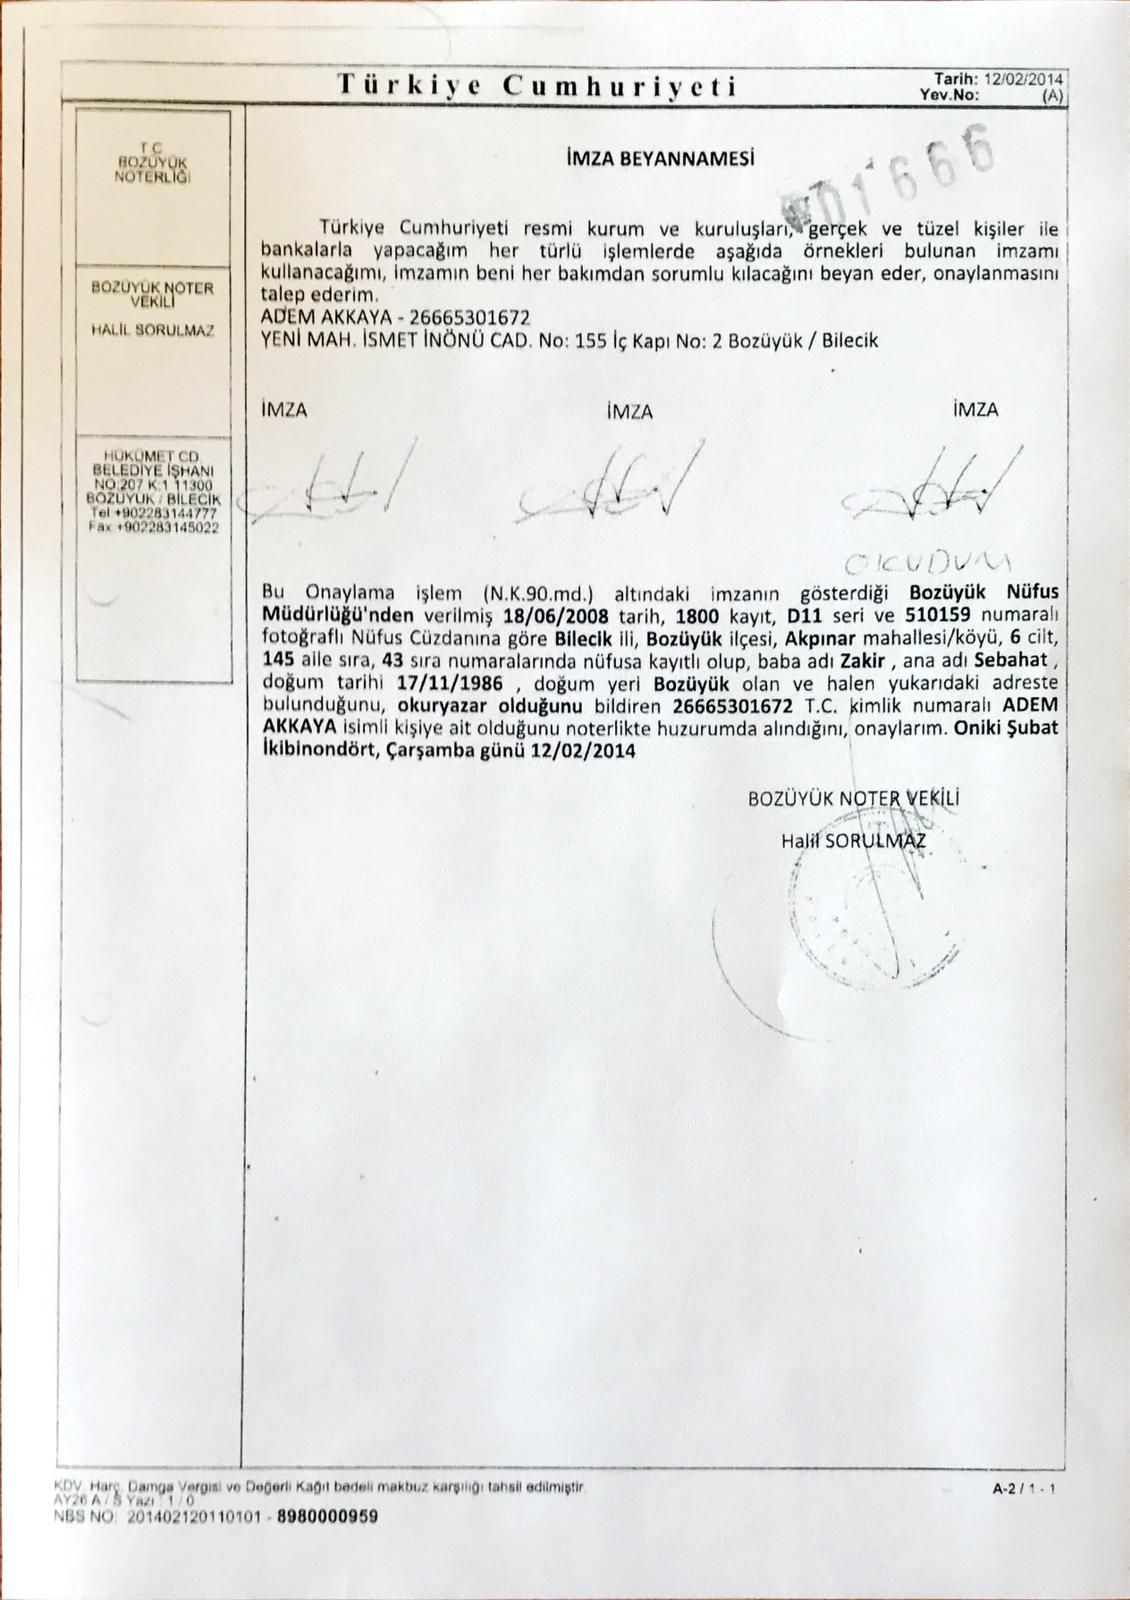 Türkiye Cumhuriyeti
Tarih: 12/02/2014
Yev.No: (A)
T.C
BOZÜYÜK
NOTERLİĞİ
BOZÜYÜK NOTER
VEKİLİ
HALİL SORULMAZ
HÜKÜMET CD.
BELEDİYE İŞHANI
NO:207 K:1 11300
BOZÜYÜK / BİLECİK
Tel +902283144777
Fax +902283145022
İMZA BEYANNAMESİ
01666
Türkiye Cumhuriyeti resmi kurum ve kuruluşları, gerçek ve tüzel kişiler ile
bankalarla yapacağım her türlü işlemlerde aşağıda örnekleri bulunan imzamı
kullanacağımı, imzamın beni her bakımdan sorumlu kılacağını beyan eder, onaylanmasını
talep ederim.
ADEM AKKAYA - 26665301672
YENİ MAH. İSMET İNÖNÜ CAD. No: 155 İç Kapı No: 2 Bozüyük / Bilecik
İMZA İMZA İMZA
OKUDUM
Bu Onaylama işlem (N.K.90.md.) altındaki imzanın gösterdiği Bozüyük Nüfus
Müdürlüğü'nden verilmiş 18/06/2008 tarih, 1800 kayıt, D11 seri ve 510159 numaralı
fotoğraflı Nüfus Cüzdanına göre Bilecik ili, Bozüyük ilçesi, Akpınar mahallesi/köyü, 6 cilt,
145 aile sıra, 43 sıra numaralarında nüfusa kayıtlı olup, baba adı Zakir , ana adı Sebahat ,
doğum tarihi 17/11/1986 , doğum yeri Bozüyük olan ve halen yukarıdaki adreste
bulunduğunu, okuryazar olduğunu bildiren 26665301672 T.C. kimlik numaralı ADEM
AKKAYA isimli kişiye ait olduğunu noterlikte huzurumda alındığını, onaylarım. Oniki Şubat
İkibinondört, Çarşamba günü 12/02/2014
BOZÜYÜK NOTER VEKİLİ
Halil SORULMAZ
KDV, Harç, Damga Vergisi ve Değerli Kağıt bedeli makbuz karşılığı tahsil edilmiştir.
A-2 / 1 - 1
AY26 A / S Yazı : 1 / 0
NBS NO: 201402120110101 - 8980000959